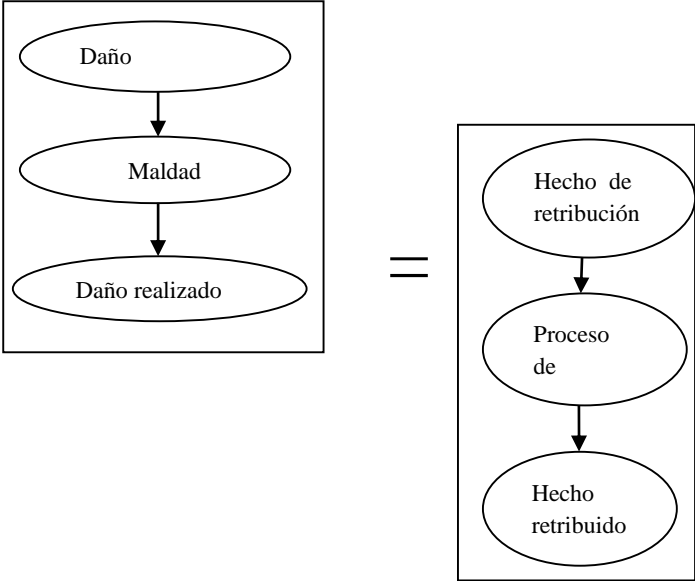 Daño
Maldad
Daño realizado
=
Hecho de
retribución
Proceso
de
Hecho
retribuido